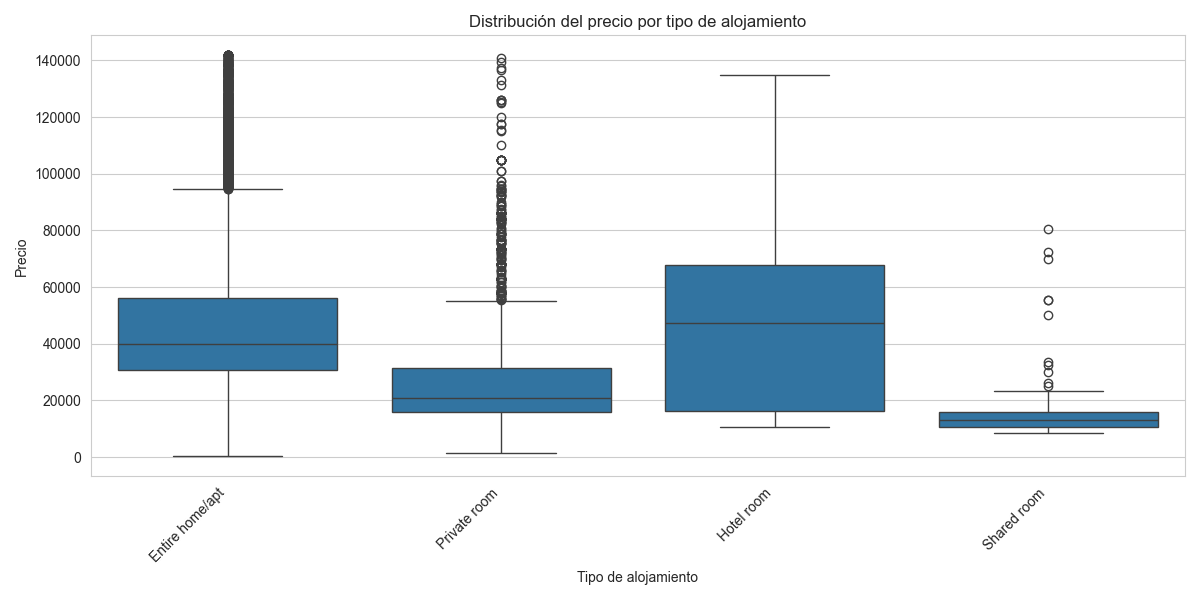 Distribución del precio por tipo de alojamiento
Precio
140000
120000
100000
80000
60000
40000
20000
0
Entire home/apt
Private room
Hotel room
Shared room
Tipo de alojamiento